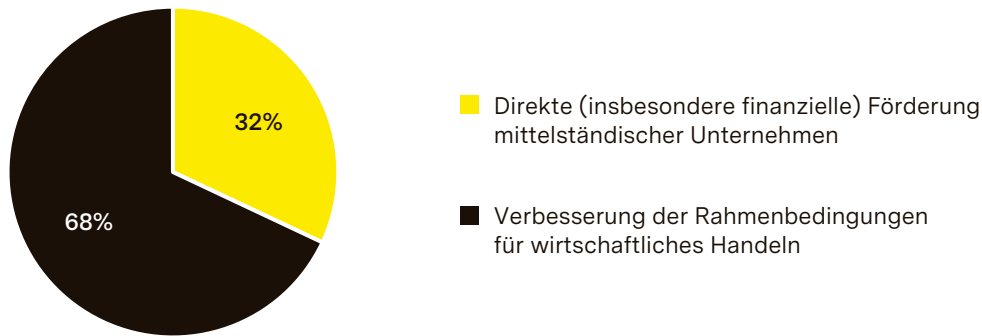 32%
68%
Direkte (insbesondere finanzielle) Förderung
mittelständischer Unternehmen
Verbesserung der Rahmenbedingungen
für wirtschaftliches Handeln